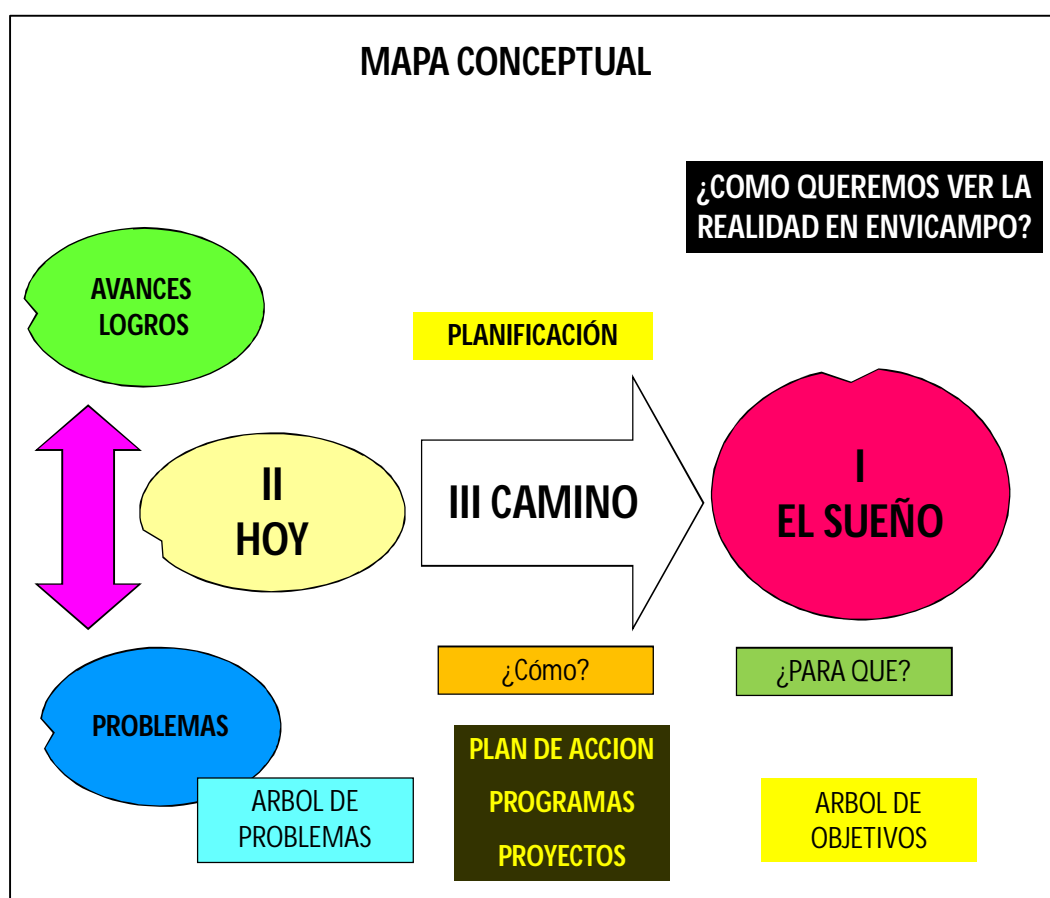 MAPA CONCEPTUAL
¿COMO QUEREMOS VER LA
REALIDAD EN ENVICAMPO?
AVANCES
LOGROS
PLANIFICACIÓN
II
HOY
III CAMINO
I
EL SUEÑO
¿Cómo?
¿PARA QUE?
PROBLEMAS
ARBOL DE
PROBLEMAS
PLAN DE ACCION
PROGRAMAS
PROYECTOS
ARBOL DE
OBJETIVOS